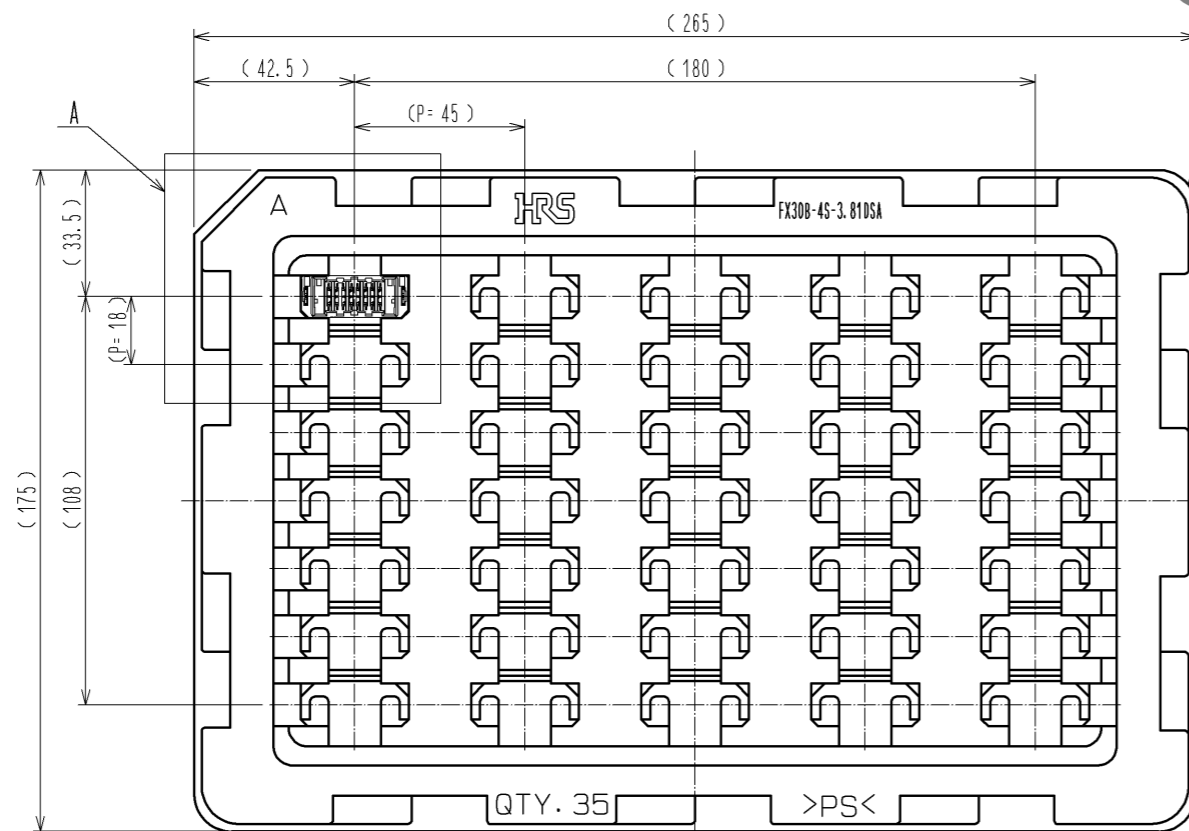 (265)
(42.5)
(180)
(P=45)
A
A
HRS
FX30B-4S-3.81DSA
(33.5)
(P=18)
(175)
(108)
QTY. 35
>PS<